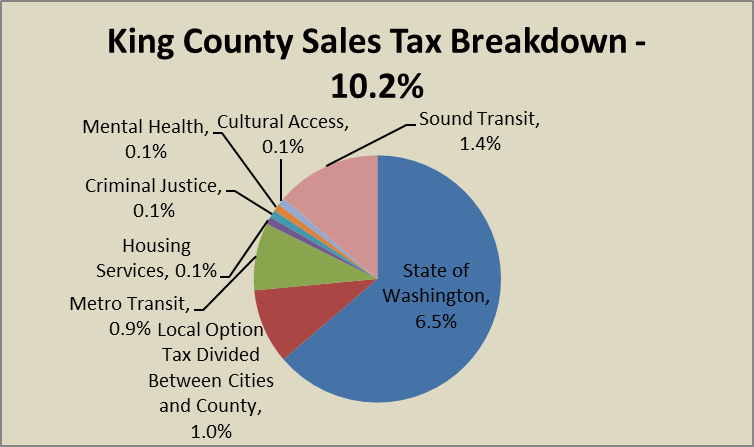 King County Sales Tax Breakdown -
10.2%
Mental Health,
0.1%
Cultural Access,
0.1%
Sound Transit,
1.4%
Criminal Justice,
0.1%
Housing
Services, 0.1%
Metro Transit,
0.9%
Local Option
Tax Divided
Between Cities
and County,
1.0%
State of
Washington,
6.5%